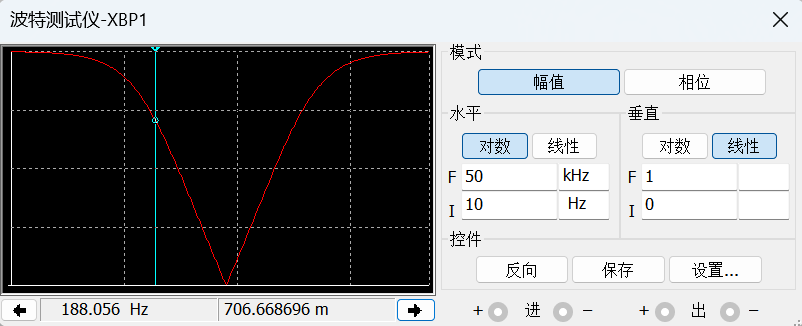 波特测试仪-XBP1
模式
幅值 相位
水平 垂直
对数 线性 对数 线性
F 50 kHz F 1
I 10 Hz I 0
控件
反向 保存 设置...
188.056 Hz 706.668696 m
+ 进 − + 出 −